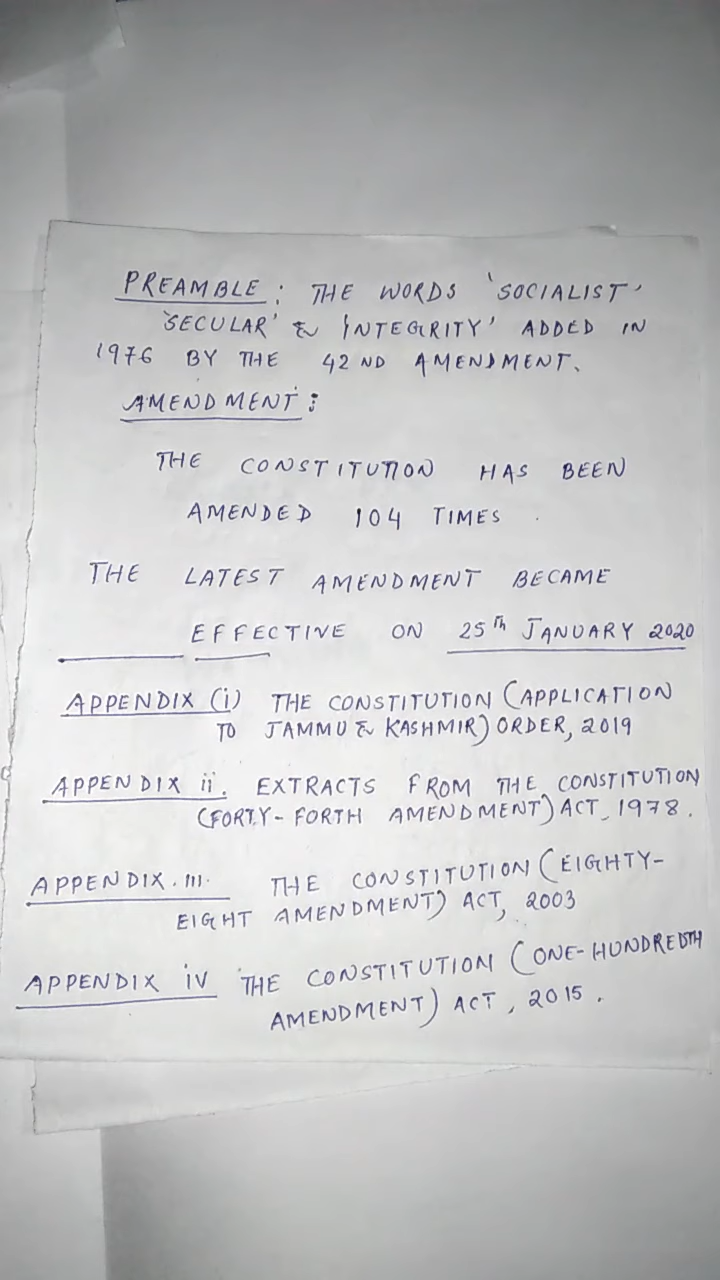 PREAMBLE : THE WORDS 'SOCIALIST'
'SECULAR' & 'INTEGRITY' ADDED IN
1976 BY THE 42 ND AMENDMENT.
AMENDMENT :
THE CONSTITUTION HAS BEEN
AMENDED 104 TIMES .
THE LATEST AMENDMENT BECAME
EFFECTIVE ON 25th JANUARY 2020
APPENDIX (i) THE CONSTITUTION (APPLICATION
TO JAMMU & KASHMIR) ORDER, 2019
APPENDIX ii. EXTRACTS FROM THE CONSTITUTION
(FORTY-FORTH AMENDMENT) ACT, 1978.
APPENDIX.III. THE CONSTITUTION (EIGHTY-
EIGHT AMENDMENT) ACT, 2003
APPENDIX iV THE CONSTITUTION (ONE-HUNDREDTH
AMENDMENT) ACT, 2015.